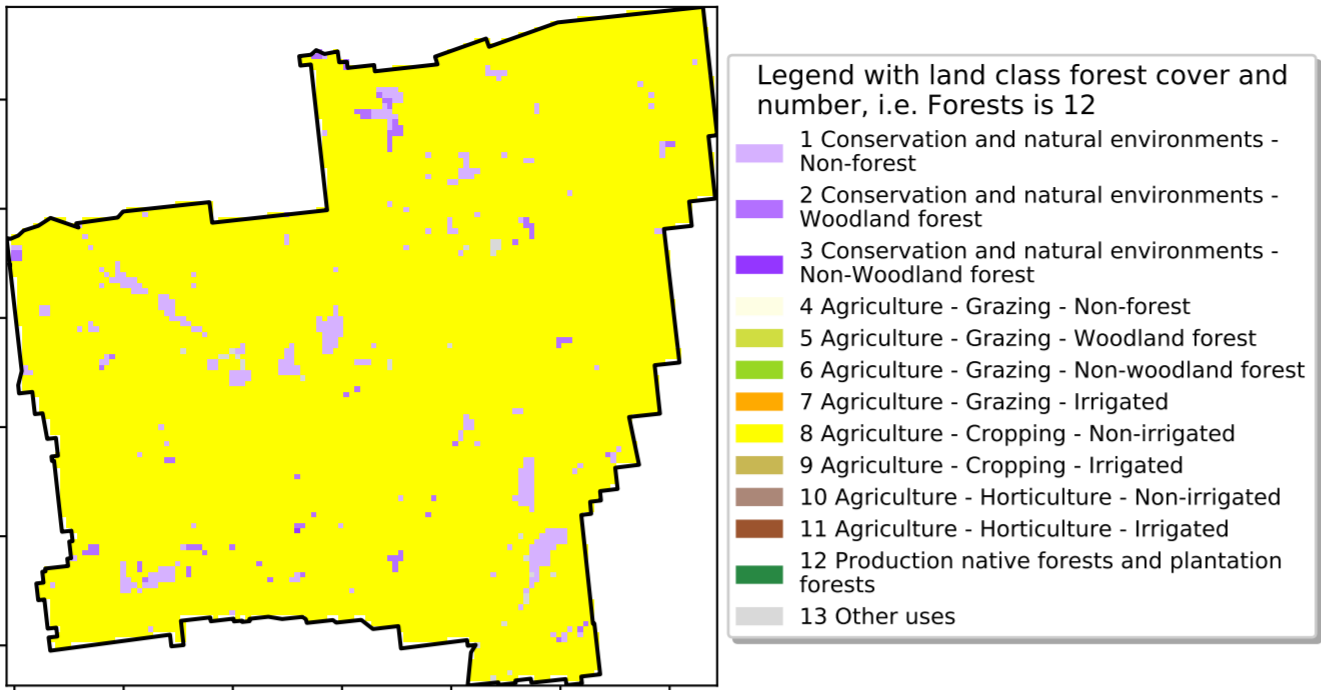 Legend with land class forest cover and
number, i.e. Forests is 12
1 Conservation and natural environments -
Non-forest
2 Conservation and natural environments -
Woodland forest
3 Conservation and natural environments -
Non-Woodland forest
4 Agriculture - Grazing - Non-forest
5 Agriculture - Grazing - Woodland forest
6 Agriculture - Grazing - Non-woodland forest
7 Agriculture - Grazing - Irrigated
8 Agriculture - Cropping - Non-irrigated
9 Agriculture - Cropping - Irrigated
10 Agriculture - Horticulture - Non-irrigated
11 Agriculture - Horticulture - Irrigated
12 Production native forests and plantation
forests
13 Other uses